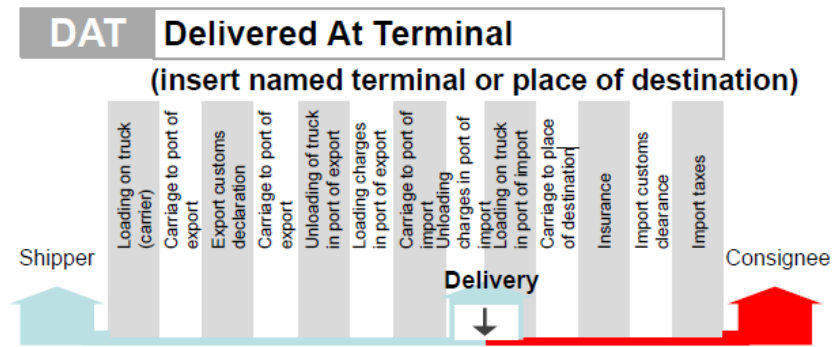 DAT
Delivered At Terminal
(insert named terminal or place of destination)
Loading on truck
(carrier)
Carriage to port of
export
Export customs
declaration
Carriage to port of
export
Unloading of truck
in port of export
Loading charges
in port of export
Carriage to port of
import
Unloading
charges in port of
import
Loading on truck
in port of import
Carriage to place
of destination
Insurance
Import customs
clearance
Import taxes
Shipper
Consignee
Delivery